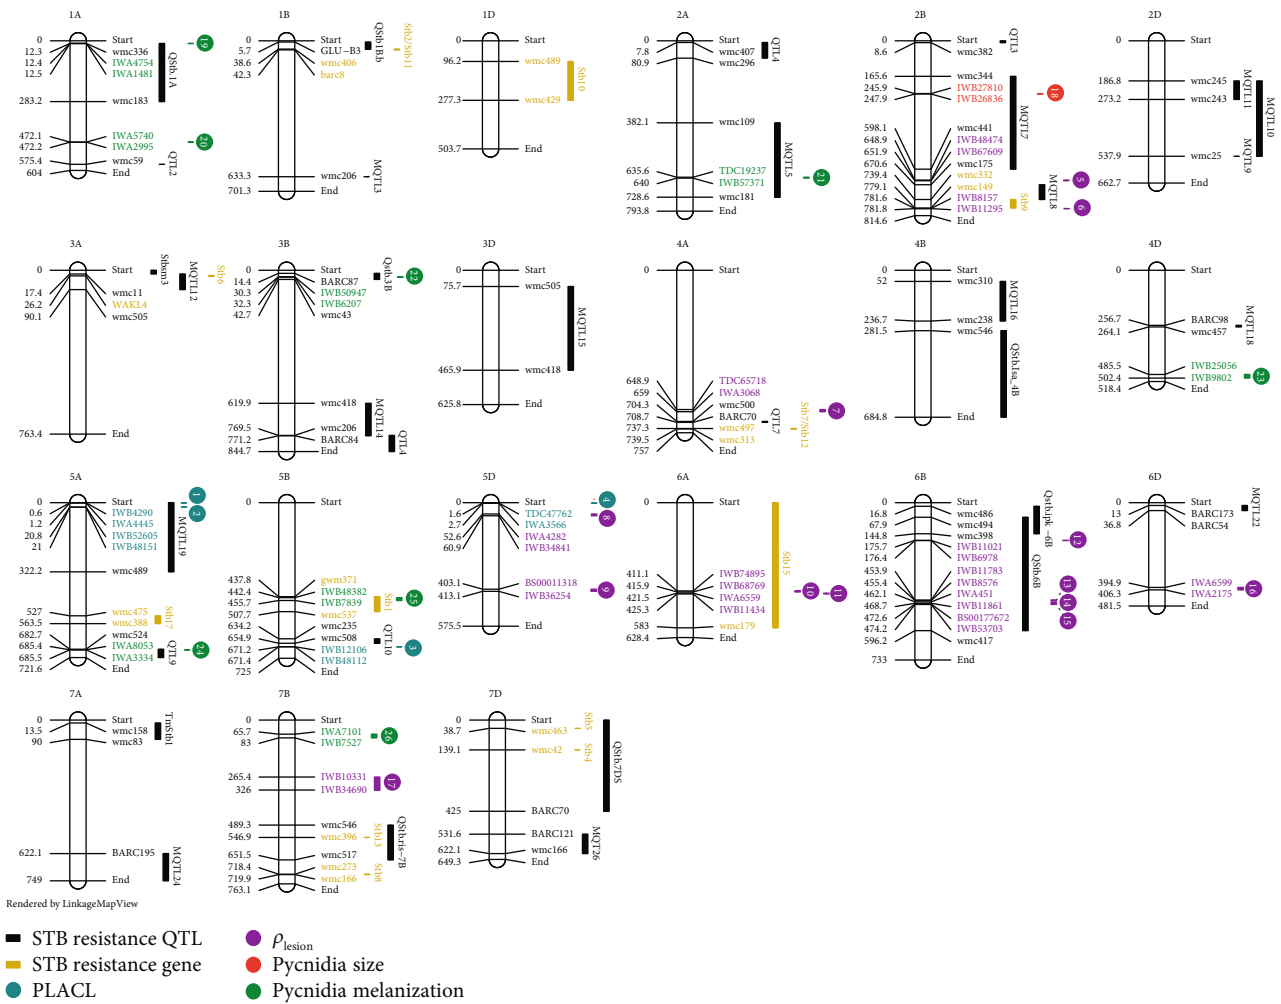 1A
0 Start
12.3 wmc336
12.4 IWA4754
12.5 IWA1481
283.2 wmc183
472.1 IWA5740
472.2 IWA2995
575.4 wmc59
604 End
QStb.1A
QTL2
19
20
1B
0 Start
5.7 GLU-B3
38.6 wmc406
42.3 barc8
633.3 wmc206
701.3 End
QStb1B.b
Stb2/Stb11
MQTL3
1D
0 Start
96.2 wmc489
277.3 wmc429
503.7 End
Stb10
2A
0 Start
7.8 wmc407
80.9 wmc296
382.1 wmc109
635.6 TDC19237
640 IWB57371
728.6 wmc181
793.8 End
QTL4
MQTL5
21
2B
0 Start
8.6 wmc382
165.6 wmc344
245.9 IWB27810
247.9 IWB26836
598.1 wmc441
648.9 IWB48474
651.9 IWB67609
670.6 wmc175
739.4 wmc332
779.1 wmc149
781.6 IWB8157
781.8 IWB11295
814.6 End
QTL3
MQTL7
Stb9
MQTL8
18
5
6
2D
0 Start
186.8 wmc245
273.2 wmc243
537.9 wmc25
662.7 End
MQTL11
MQTL10
MQTL9
3A
0 Start
17.4 wmc11
26.2 WAKL4
90.1 wmc505
763.4 End
Stbsm3
MQTL12
Stb6
3B
0 Start
14.4 BARC87
30.3 IWB50947
32.3 IWB6207
42.7 wmc43
619.9 wmc418
769.5 wmc206
771.2 BARC84
844.7 End
Qstb.3B
MQTL14
QTL4
22
3D
0 Start
75.7 wmc505
465.9 wmc418
625.8 End
MQTL15
4A
0 Start
648.9 TDC65718
659 IWA3068
704.3 wmc500
708.7 BARC70
737.3 wmc497
739.5 wmc313
757 End
QTL7
Stb7/Stb12
7
4B
0 Start
52 wmc310
236.7 wmc238
281.5 wmc546
684.8 End
MQTL16
QStb.lsa_4B
4D
0 Start
256.7 BARC98
264.1 wmc457
485.5 IWB25056
502.4 IWB9802
518.4 End
MQTL18
23
5A
0 Start
0.6 IWB4290
1.2 IWA4445
20.8 IWB52605
21 IWB48151
322.2 wmc489
527 wmc475
563.5 wmc388
682.7 wmc524
685.4 IWA8053
685.5 IWA3334
721.6 End
MQTL19
Stb17
QTL9
1
2
24
5B
0 Start
437.8 gwm371
442.4 IWB48382
455.7 IWB7839
507.7 wmc537
634.2 wmc235
654.9 wmc508
671.2 IWB12106
671.4 IWB48112
725 End
Stb1
QTL10
25
3
5D
0 Start
1.6 TDC47762
2.7 IWA3566
52.6 IWA4282
60.9 IWB34841
403.1 BS00011318
413.1 IWB36254
575.5 End
4
8
9
6A
0 Start
411.1 IWB74895
415.9 IWB68769
421.5 IWA6559
425.3 IWB11434
583 wmc179
628.4 End
Stb15
10
11
6B
0 Start
16.8 wmc486
67.9 wmc494
144.8 wmc398
175.7 IWB11021
176.4 IWB6978
453.9 IWB11783
455.4 IWB8576
462.1 IWA451
468.7 IWB11861
472.6 BS00177672
474.2 IWB53703
596.2 wmc417
733 End
Qstb.ipk -6B
QStb.6B
12
13
14
15
6D
0 Start
13 BARC173
36.8 BARC54
394.9 IWA6599
406.3 IWA2175
481.5 End
MQTL22
16
7A
0 Start
13.5 wmc158
90 wmc83
622.1 BARC195
749 End
TmStb1
MQTL24
7B
0 Start
65.7 IWA7101
83 IWB7527
265.4 IWB10331
326 IWB34690
489.3 wmc546
546.9 wmc396
651.5 wmc517
718.4 wmc273
719.9 wmc166
763.1 End
26
17
Stb13
QStb.ris-7B
Stb8
7D
0 Start
38.7 wmc463
139.1 wmc42
425 BARC70
531.6 BARC121
622.1 wmc166
649.3 End
Stb5
Stb4
QStb.7DS
MQT26
Rendered by LinkageMapView
STB resistance QTL
STB resistance gene
PLACL
ρlesion
Pycnidia size
Pycnidia melanization